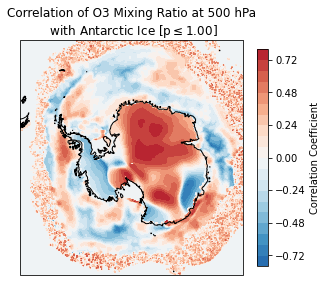 Correlation of O3 Mixing Ratio at 500 hPa
with Antarctic Ice [p ≤ 1.00]
0.72
0.48
0.24
0.00
−0.24
−0.48
−0.72
Correlation Coefficient